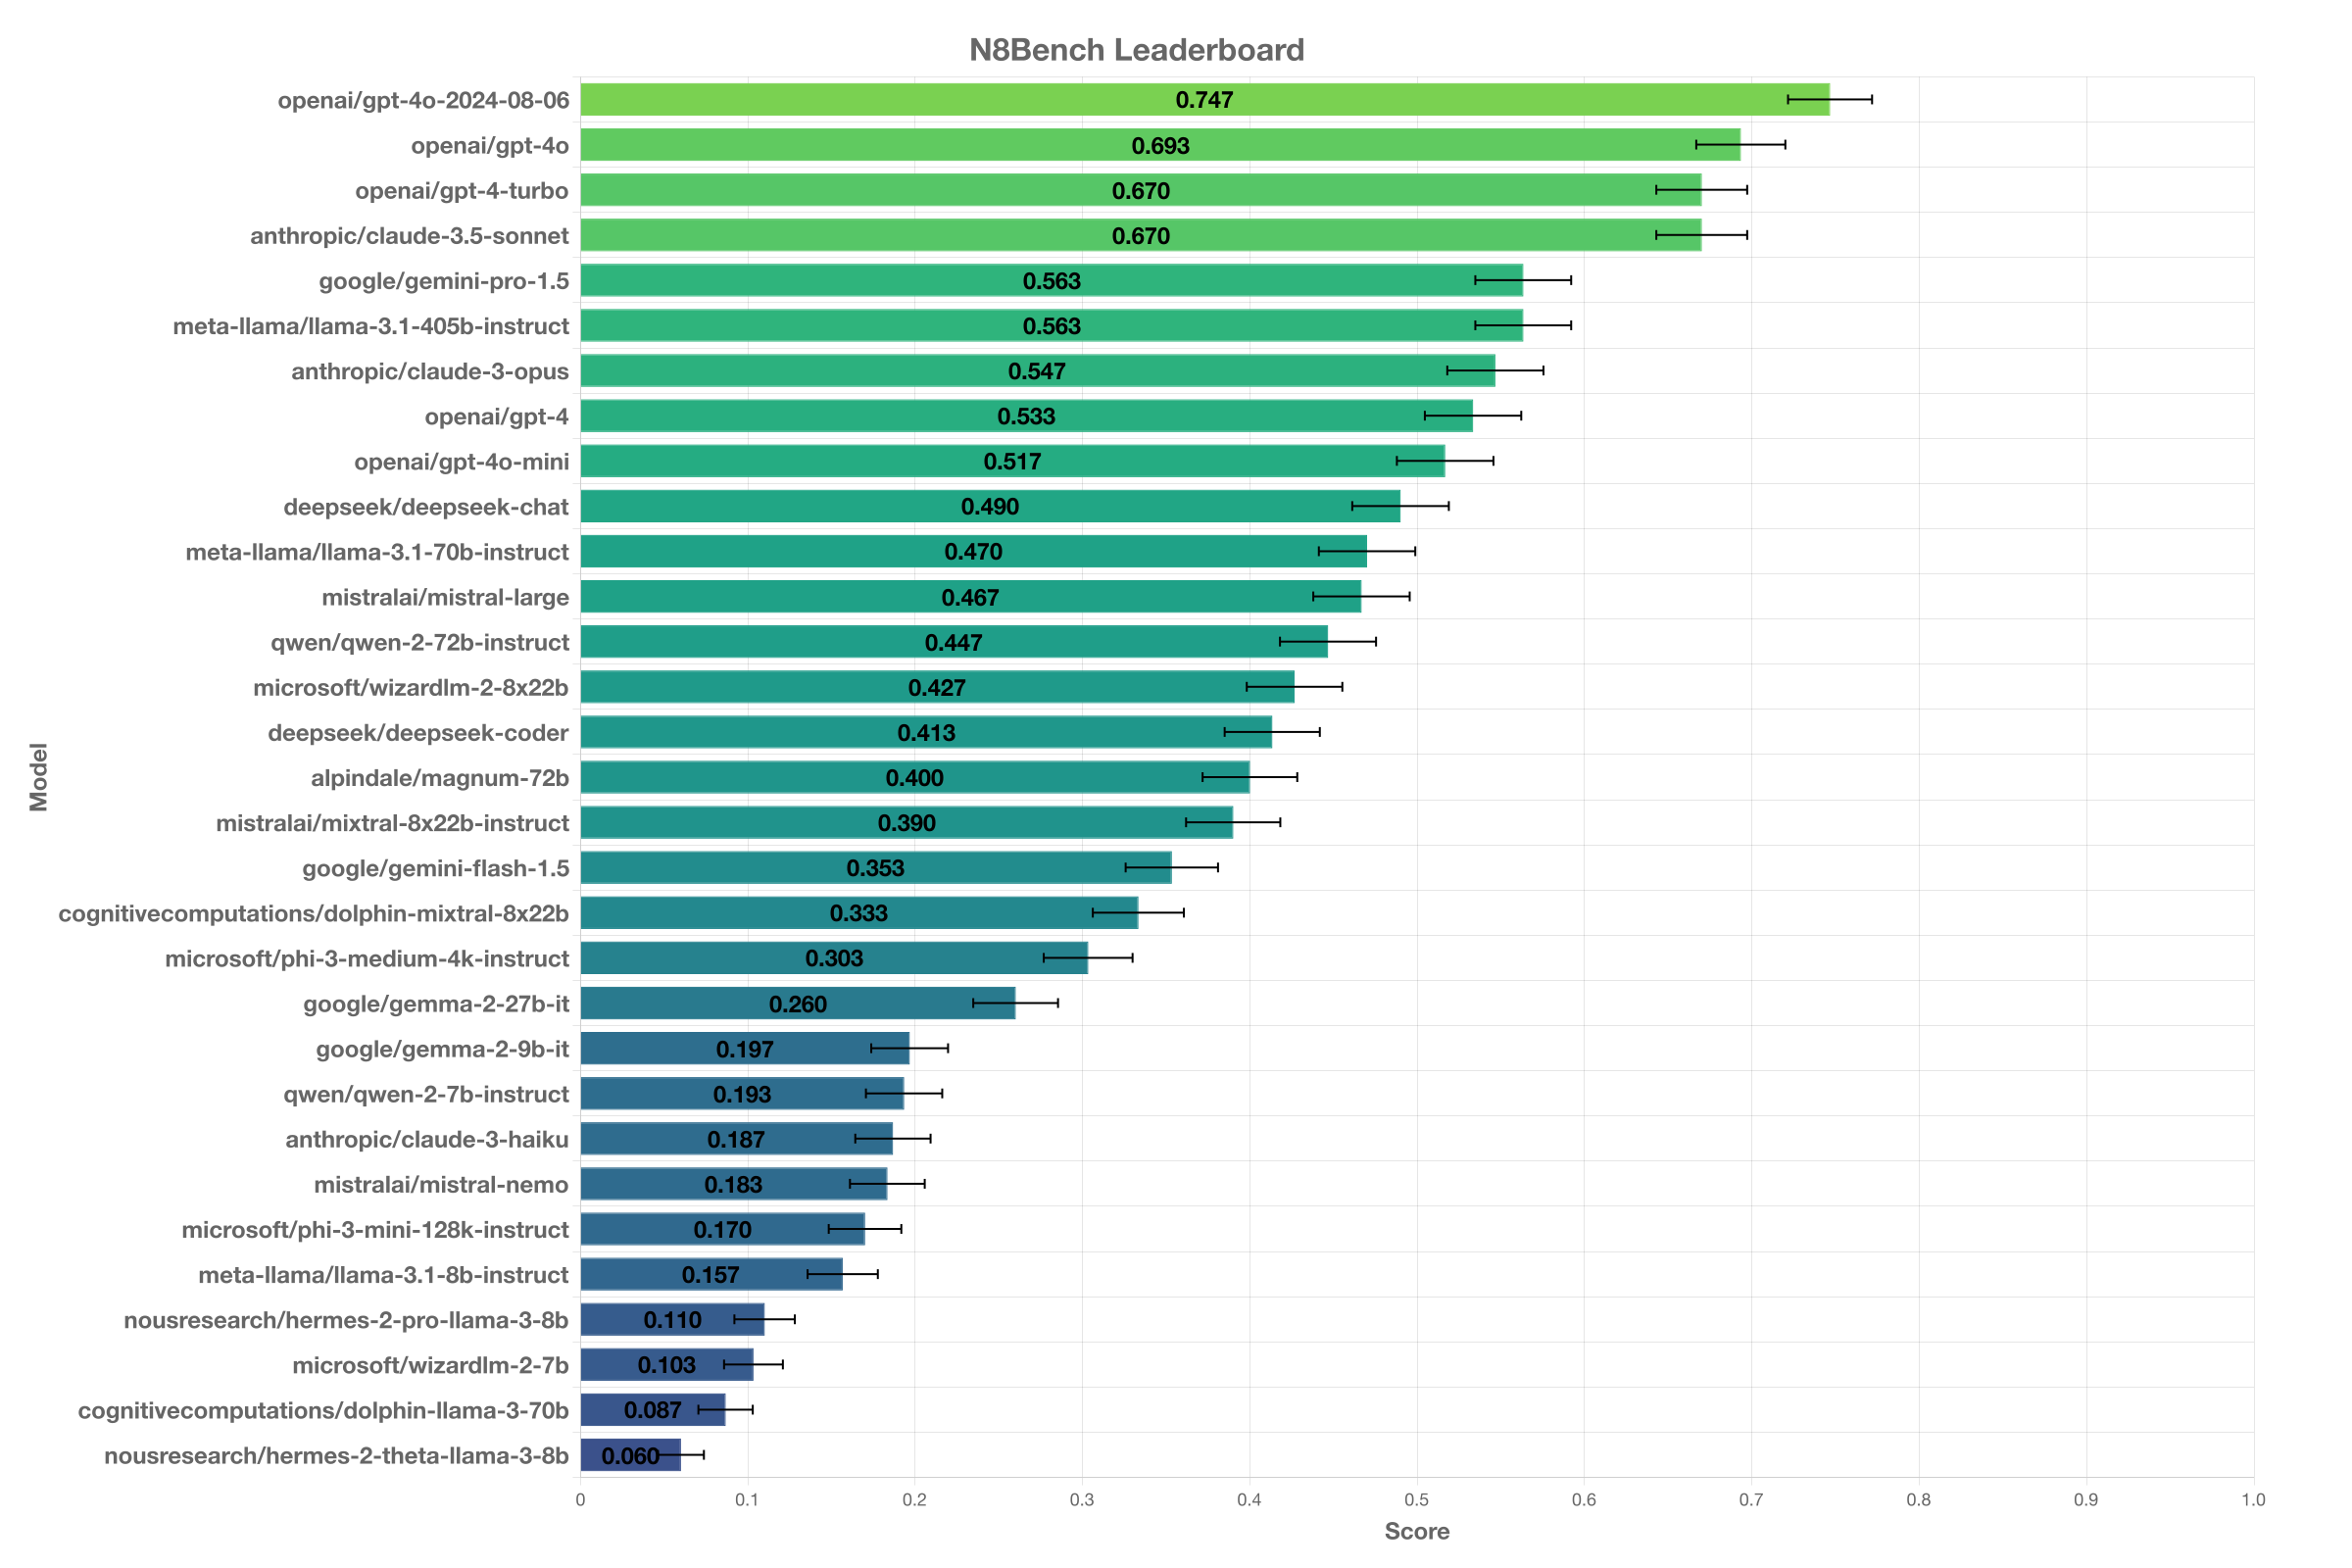 N8Bench Leaderboard
openai/gpt-4o-2024-08-06 0.747
openai/gpt-4o 0.693
openai/gpt-4-turbo 0.670
anthropic/claude-3.5-sonnet 0.670
google/gemini-pro-1.5 0.563
meta-llama/llama-3.1-405b-instruct 0.563
anthropic/claude-3-opus 0.547
openai/gpt-4 0.533
openai/gpt-4o-mini 0.517
deepseek/deepseek-chat 0.490
meta-llama/llama-3.1-70b-instruct 0.470
mistralai/mistral-large 0.467
qwen/qwen-2-72b-instruct 0.447
microsoft/wizardlm-2-8x22b 0.427
deepseek/deepseek-coder 0.413
alpindale/magnum-72b 0.400
mistralai/mixtral-8x22b-instruct 0.390
google/gemini-flash-1.5 0.353
cognitivecomputations/dolphin-mixtral-8x22b 0.333
microsoft/phi-3-medium-4k-instruct 0.303
google/gemma-2-27b-it 0.260
google/gemma-2-9b-it 0.197
qwen/qwen-2-7b-instruct 0.193
anthropic/claude-3-haiku 0.187
mistralai/mistral-nemo 0.183
microsoft/phi-3-mini-128k-instruct 0.170
meta-llama/llama-3.1-8b-instruct 0.157
nousresearch/hermes-2-pro-llama-3-8b 0.110
microsoft/wizardlm-2-7b 0.103
cognitivecomputations/dolphin-llama-3-70b 0.087
nousresearch/hermes-2-theta-llama-3-8b 0.060
Model
0 0.1 0.2 0.3 0.4 0.5 0.6 0.7 0.8 0.9 1.0
Score